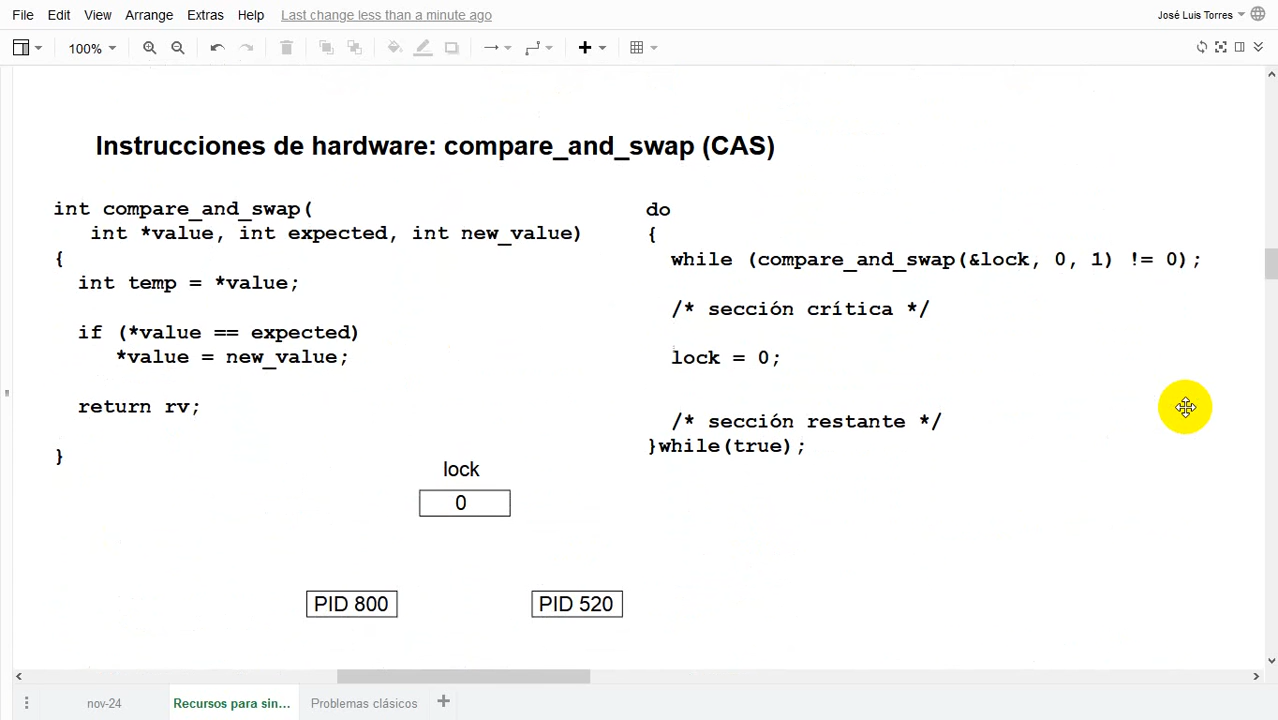 File Edit View Arrange Extras Help Last change less than a minute ago José Luis Torres
100%
Instrucciones de hardware: compare_and_swap (CAS)
int compare_and_swap(
int *value, int expected, int new_value)
{
int temp = *value;
if (*value == expected)
*value = new_value;
return rv;
}
do
{
while (compare_and_swap(&lock, 0, 1) != 0);
/* sección crítica */
lock = 0;
/* sección restante */
}while(true);
lock
0
PID 800 PID 520
nov-24 Recursos para sin... Problemas clásicos